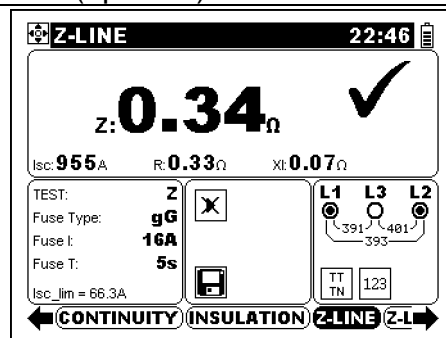 Z-LINE 22:46
Z: 0.34Ω
Isc: 955A R: 0.33Ω Xl: 0.07Ω
TEST: Z
Fuse Type: gG
Fuse I: 16A
Fuse T: 5s
Isc_lim = 66.3A
L1 L3 L2
391 401
393
TT
TN
123
CONTINUITY INSULATION Z-LINE Z-L